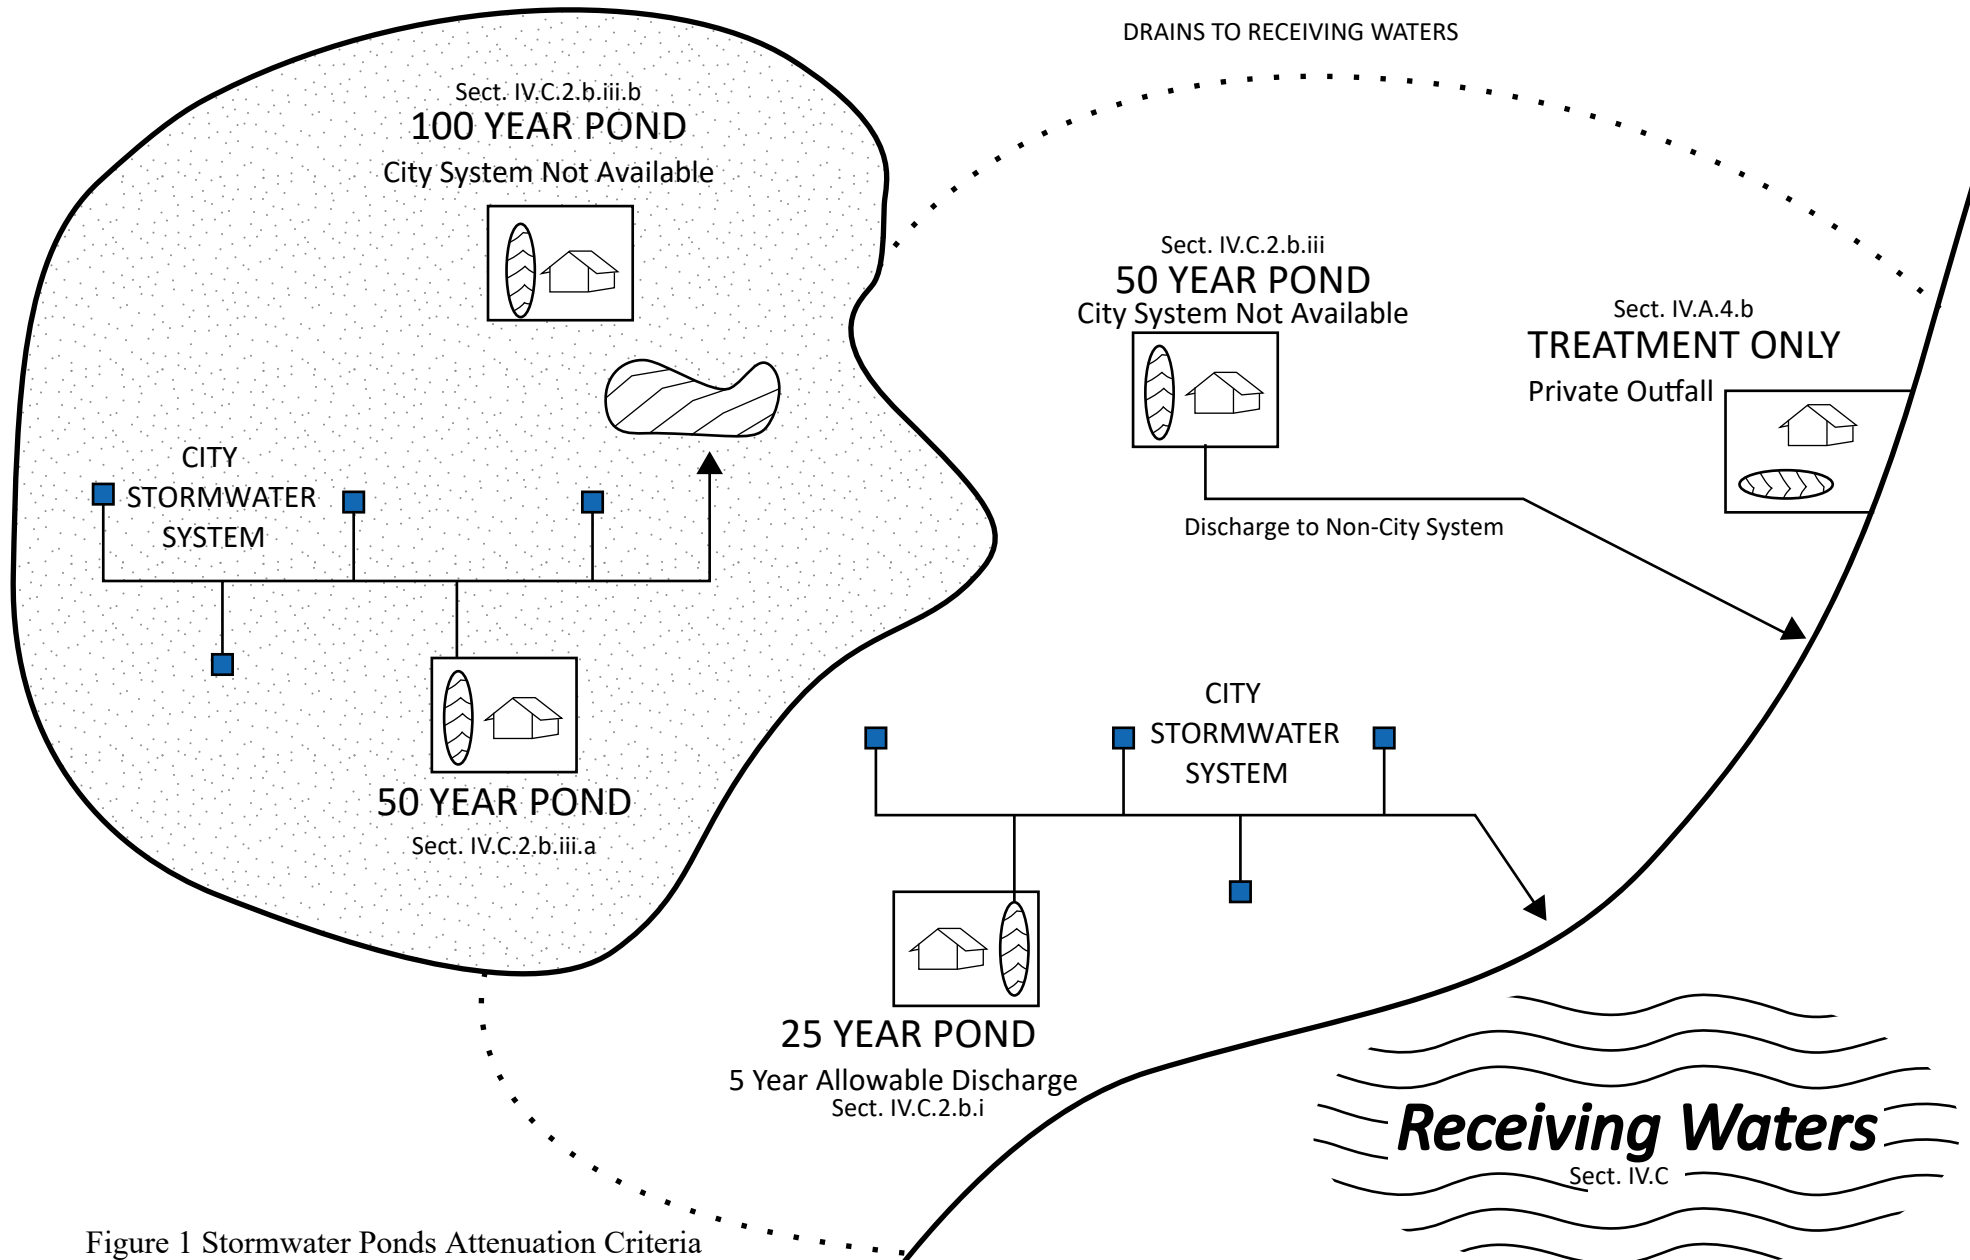 DRAINS TO RECEIVING WATERS
Sect. IV.C.2.b.iii.b
100 YEAR POND
City System Not Available
Sect. IV.C.2.b.iii
50 YEAR POND
City System Not Available
Sect. IV.A.4.b
TREATMENT ONLY
Private Outfall
CITY
STORMWATER
SYSTEM
Discharge to Non-City System
50 YEAR POND
Sect. IV.C.2.b.iii.a
CITY
STORMWATER
SYSTEM
25 YEAR POND
5 Year Allowable Discharge
Sect. IV.C.2.b.i
Receiving Waters
Sect. IV.C
Figure 1 Stormwater Ponds Attenuation Criteria